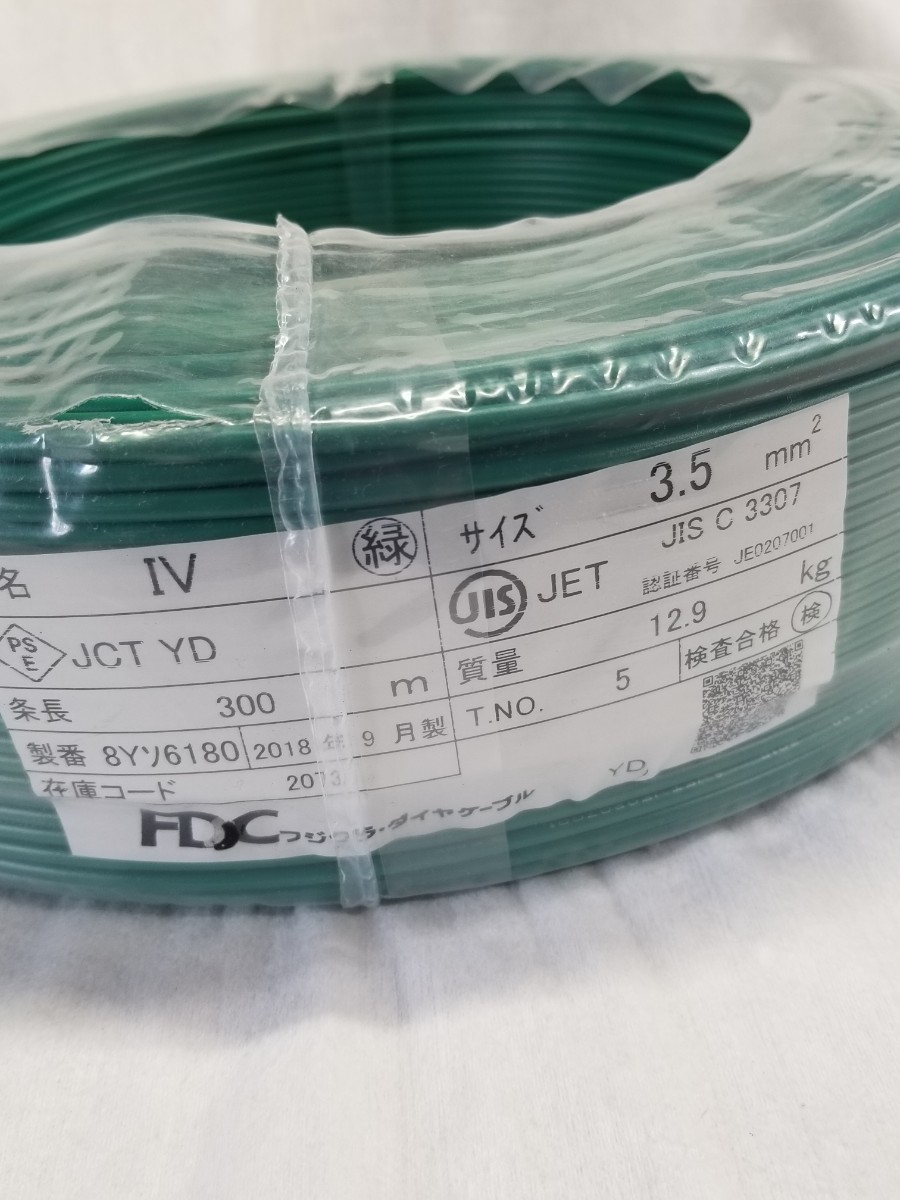 名 IV 緑
サイズ 3.5 mm²
PS E JCT YD
JIS JET JIS C 3307
認証番号 JE0207001
条長 300 m
質量 12.9 kg
製番 8Yソ6180 2018 年 9 月製
T.NO. 5 検査合格 検
在庫コード
YD
FDC フジクラ・ダイヤケーブル